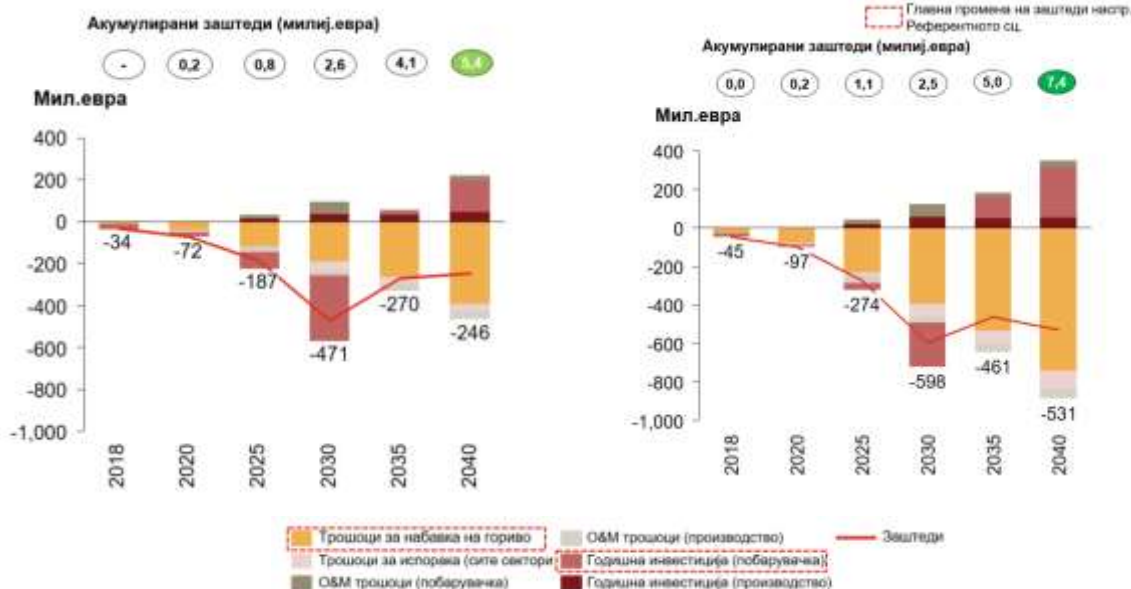 Главна промена на заштеди наспр.
Референтното сц.
Акумулирани заштеди (милиј.евра)
- 0,2 0,8 2,6 4,1 5,4
Мил.евра
400
200
0
-200
-400
-600
-800
-1,000
-34 -72 -187 -471 -270 -246
2018 2020 2025 2030 2035 2040
Акумулирани заштеди (милиј.евра)
0,0 0,2 1,1 2,5 5,0 7,4
Мил.евра
400
200
0
-200
-400
-600
-800
-1,000
-45 -97 -274 -598 -461 -531
2018 2020 2025 2030 2035 2040
Трошоци за набавка на гориво
О&М трошоци (производство)
Заштеди
Трошоци за испорака (сите сектори
Годишна инвестиција (побарувачка)
О&М трошоци (побарувачка)
Годишна инвестиција (производство)